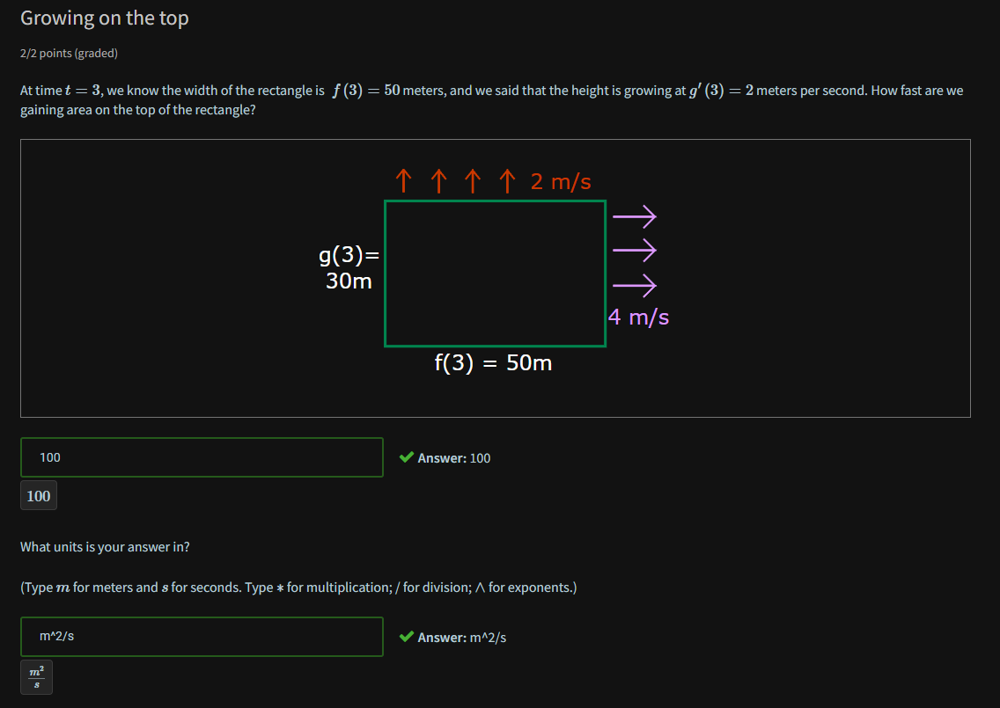 Growing on the top
2/2 points (graded)
At time t = 3, we know the width of the rectangle is f (3) = 50 meters, and we said that the height is growing at g′ (3) = 2 meters per second. How fast are we
gaining area on the top of the rectangle?
↑ ↑ ↑ ↑ 2 m/s
g(3)=
30m
4 m/s
f(3) = 50m
100
✔ Answer: 100
100
What units is your answer in?
(Type m for meters and s for seconds. Type ∗ for multiplication; / for division; ∧ for exponents.)
m^2/s
✔ Answer: m^2/s
m²/s